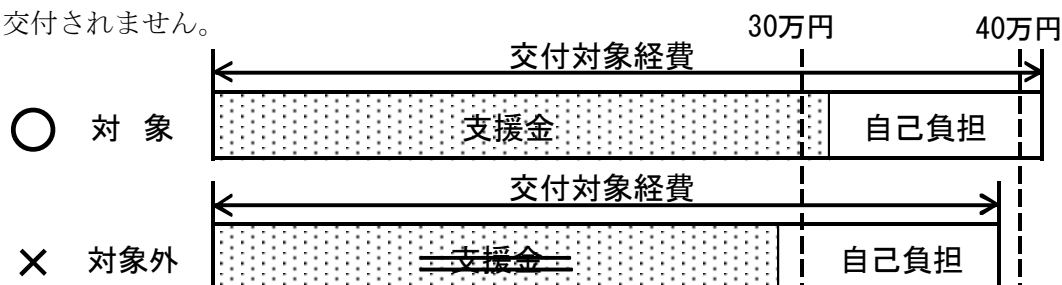 交付されません。
30万円 40万円
交付対象経費
○ 対 象 支援金 自己負担
交付対象経費
× 対象外 支援金 自己負担